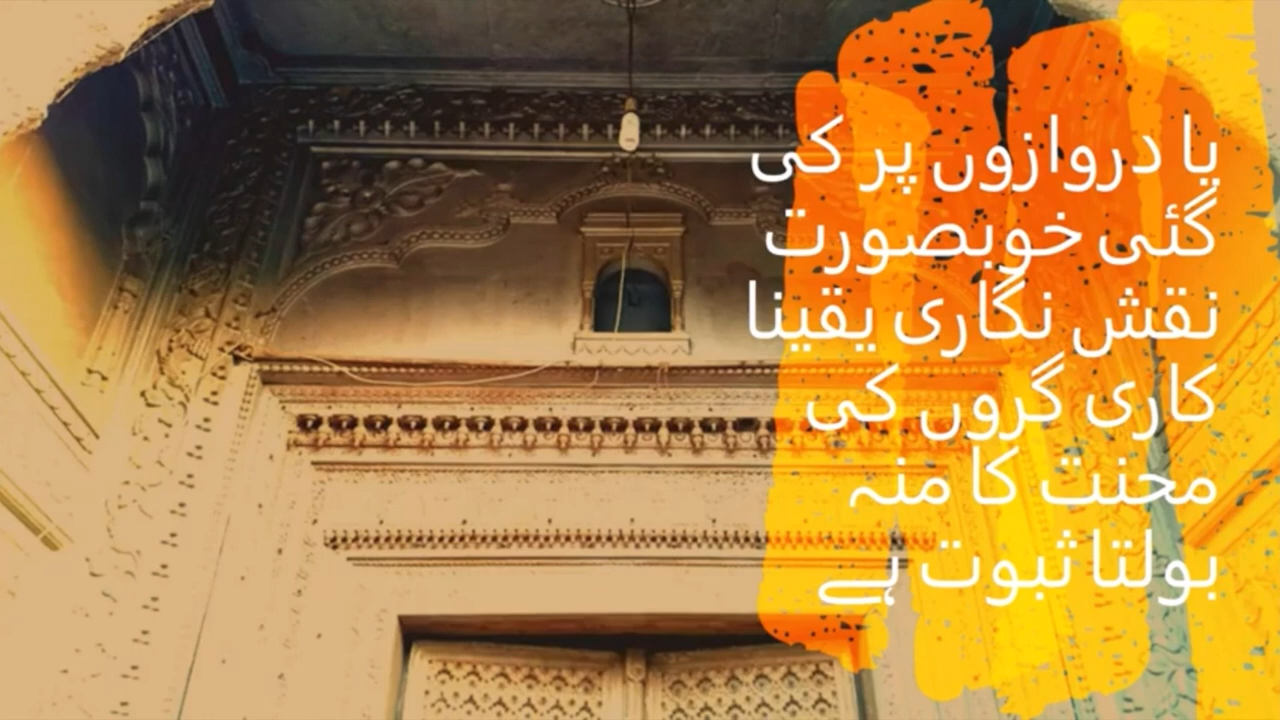 یا دروازوں پر کی
گئی خوبصورت
نقش نگاری یقینا
کاری گروں کی
محنت کا منہ
بولتا ثبوت ہے